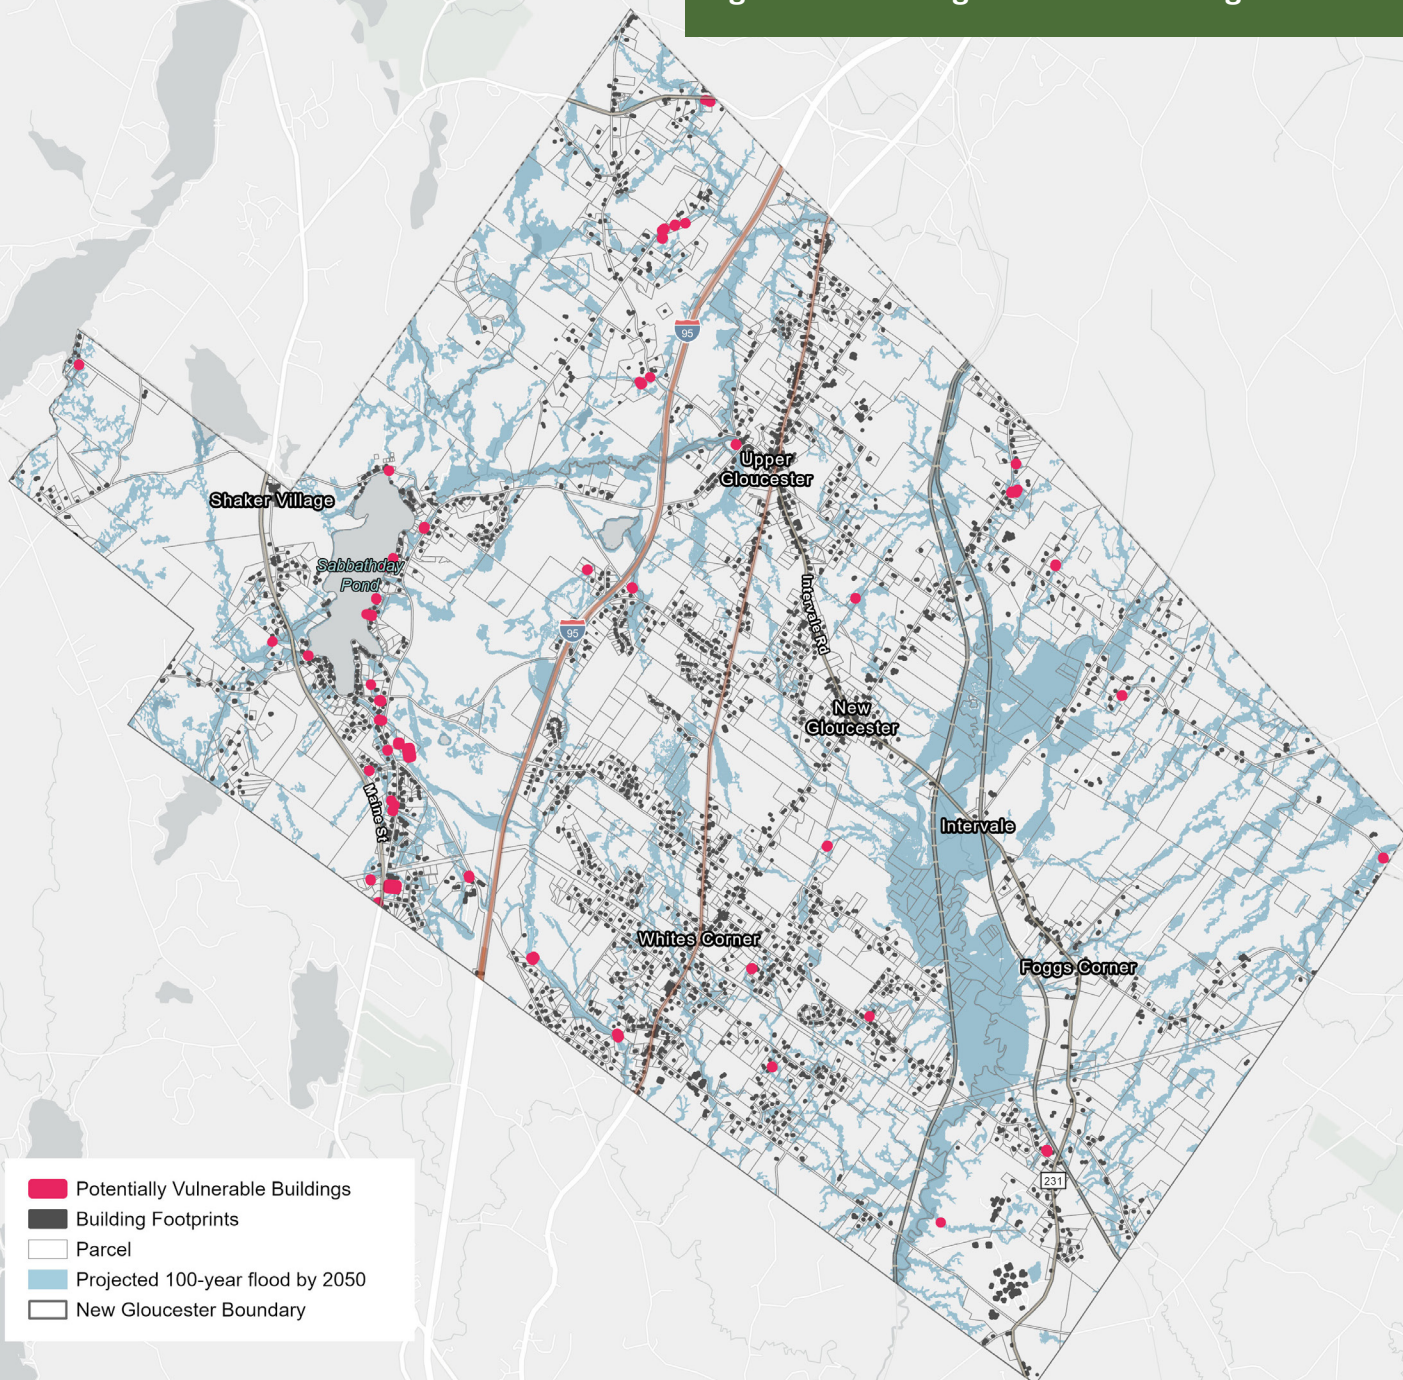 95
Upper
Gloucester
Shaker Village
Sabbathday
Pond
Intervale Rd
95
New
Gloucester
Maine St
Intervale
Whites Corner
Foggs Corner
231
Potentially Vulnerable Buildings
Building Footprints
Parcel
Projected 100-year flood by 2050
New Gloucester Boundary